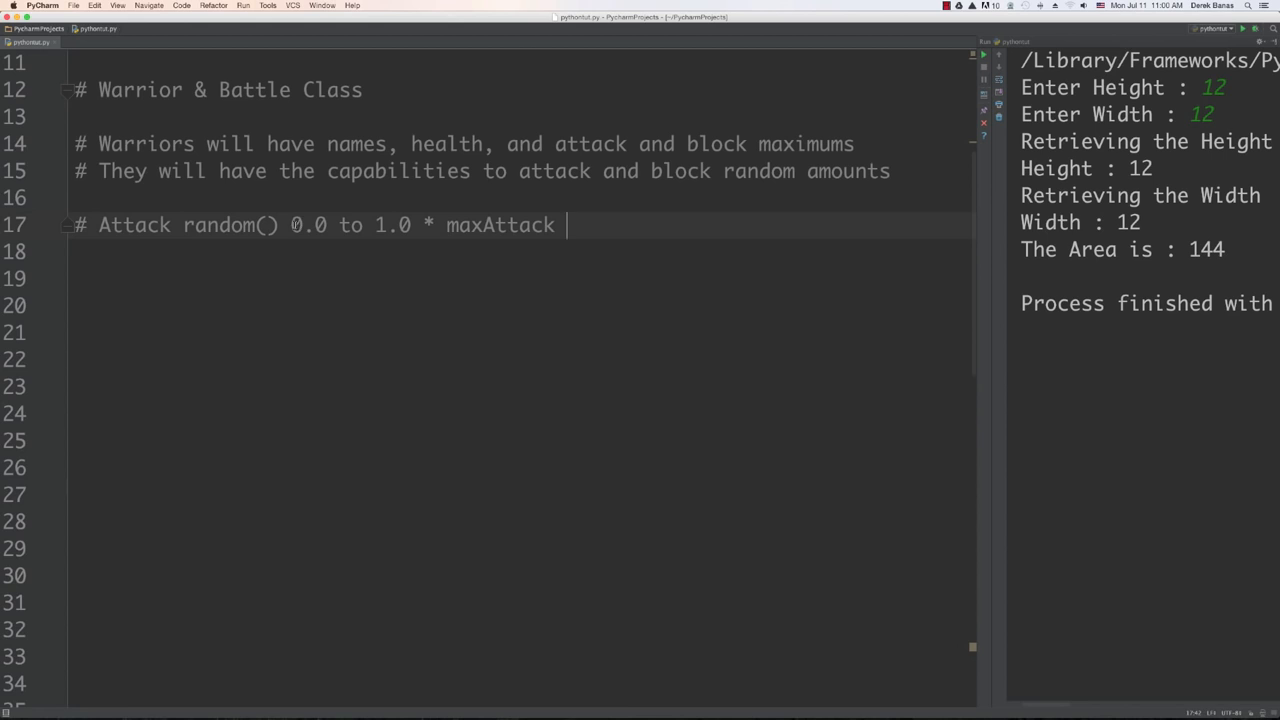 PyCharm File Edit View Navigate Code Refactor Run Tools VCS Window Help
10 Mon Jul 11 11:00 AM Derek Banas
pythontut.py - PycharmProjects - [~/PycharmProjects]
PycharmProjects pythontut.py
pythontut
pythontut.py
Run pythontut
11
12 # Warrior & Battle Class
13
14 # Warriors will have names, health, and attack and block maximums
15 # They will have the capabilities to attack and block random amounts
16
17 # Attack random() 0.0 to 1.0 * maxAttack
18
19
20
21
22
23
24
25
26
27
28
29
30
31
32
33
34
/Library/Frameworks/Py
Enter Height : 12
Enter Width : 12
Retrieving the Height
Height : 12
Retrieving the Width
Width : 12
The Area is : 144
Process finished with
17:42 LF÷ UTF-8÷